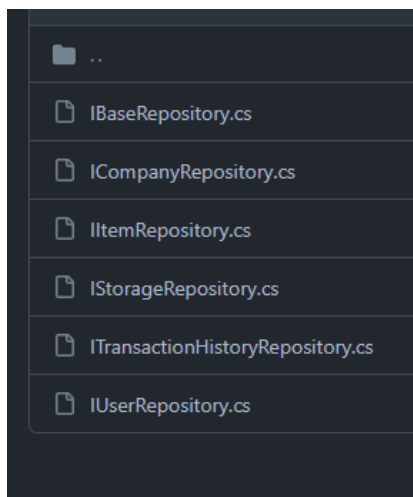 ..
IBaseRepository.cs
ICompanyRepository.cs
IItemRepository.cs
IStorageRepository.cs
ITransactionHistoryRepository.cs
IUserRepository.cs